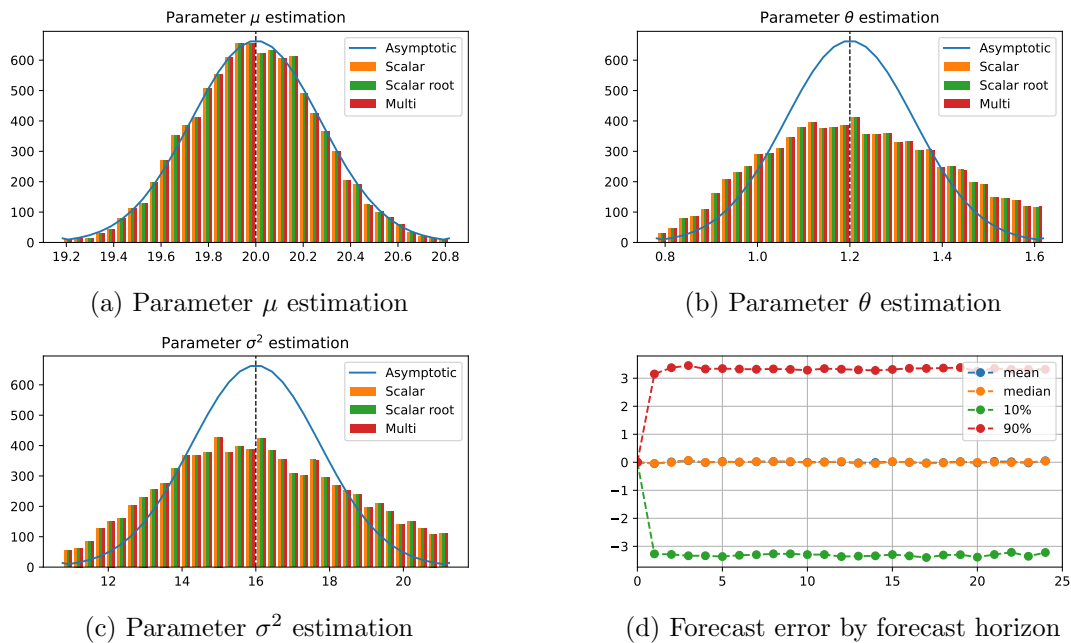 Parameter μ estimation
600
500
400
300
200
100
0
19.2 19.4 19.6 19.8 20.0 20.2 20.4 20.6 20.8
Asymptotic
Scalar
Scalar root
Multi
(a) Parameter μ estimation
Parameter θ estimation
600
500
400
300
200
100
0
0.8 1.0 1.2 1.4 1.6
Asymptotic
Scalar
Scalar root
Multi
(b) Parameter θ estimation
Parameter σ² estimation
600
500
400
300
200
100
0
12 14 16 18 20
Asymptotic
Scalar
Scalar root
Multi
(c) Parameter σ² estimation
3
2
1
0
−1
−2
−3
0 5 10 15 20 25
mean
median
10%
90%
(d) Forecast error by forecast horizon